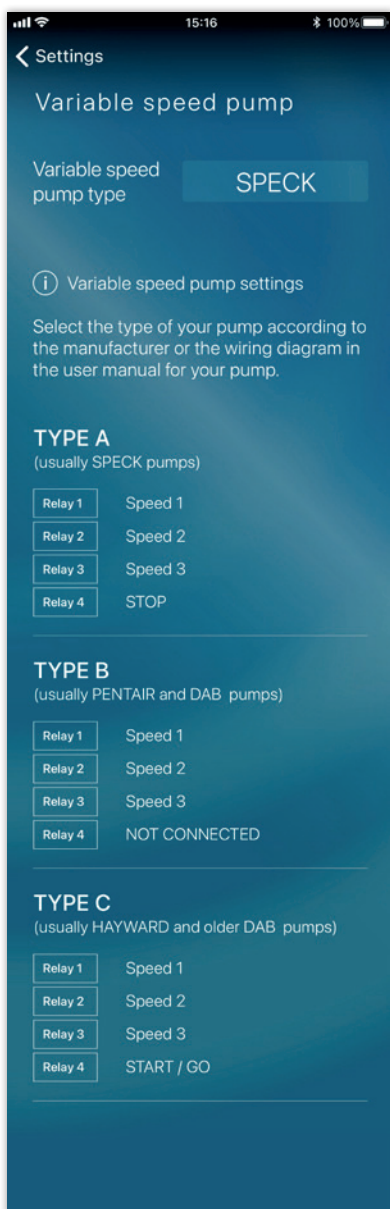 15:16 100%
Settings
Variable speed pump
Variable speed
pump type
SPECK
i Variable speed pump settings
Select the type of your pump according to
the manufacturer or the wiring diagram in
the user manual for your pump.
TYPE A
(usually SPECK pumps)
Relay 1 Speed 1
Relay 2 Speed 2
Relay 3 Speed 3
Relay 4 STOP
TYPE B
(usually PENTAIR and DAB pumps)
Relay 1 Speed 1
Relay 2 Speed 2
Relay 3 Speed 3
Relay 4 NOT CONNECTED
TYPE C
(usually HAYWARD and older DAB pumps)
Relay 1 Speed 1
Relay 2 Speed 2
Relay 3 Speed 3
Relay 4 START / GO